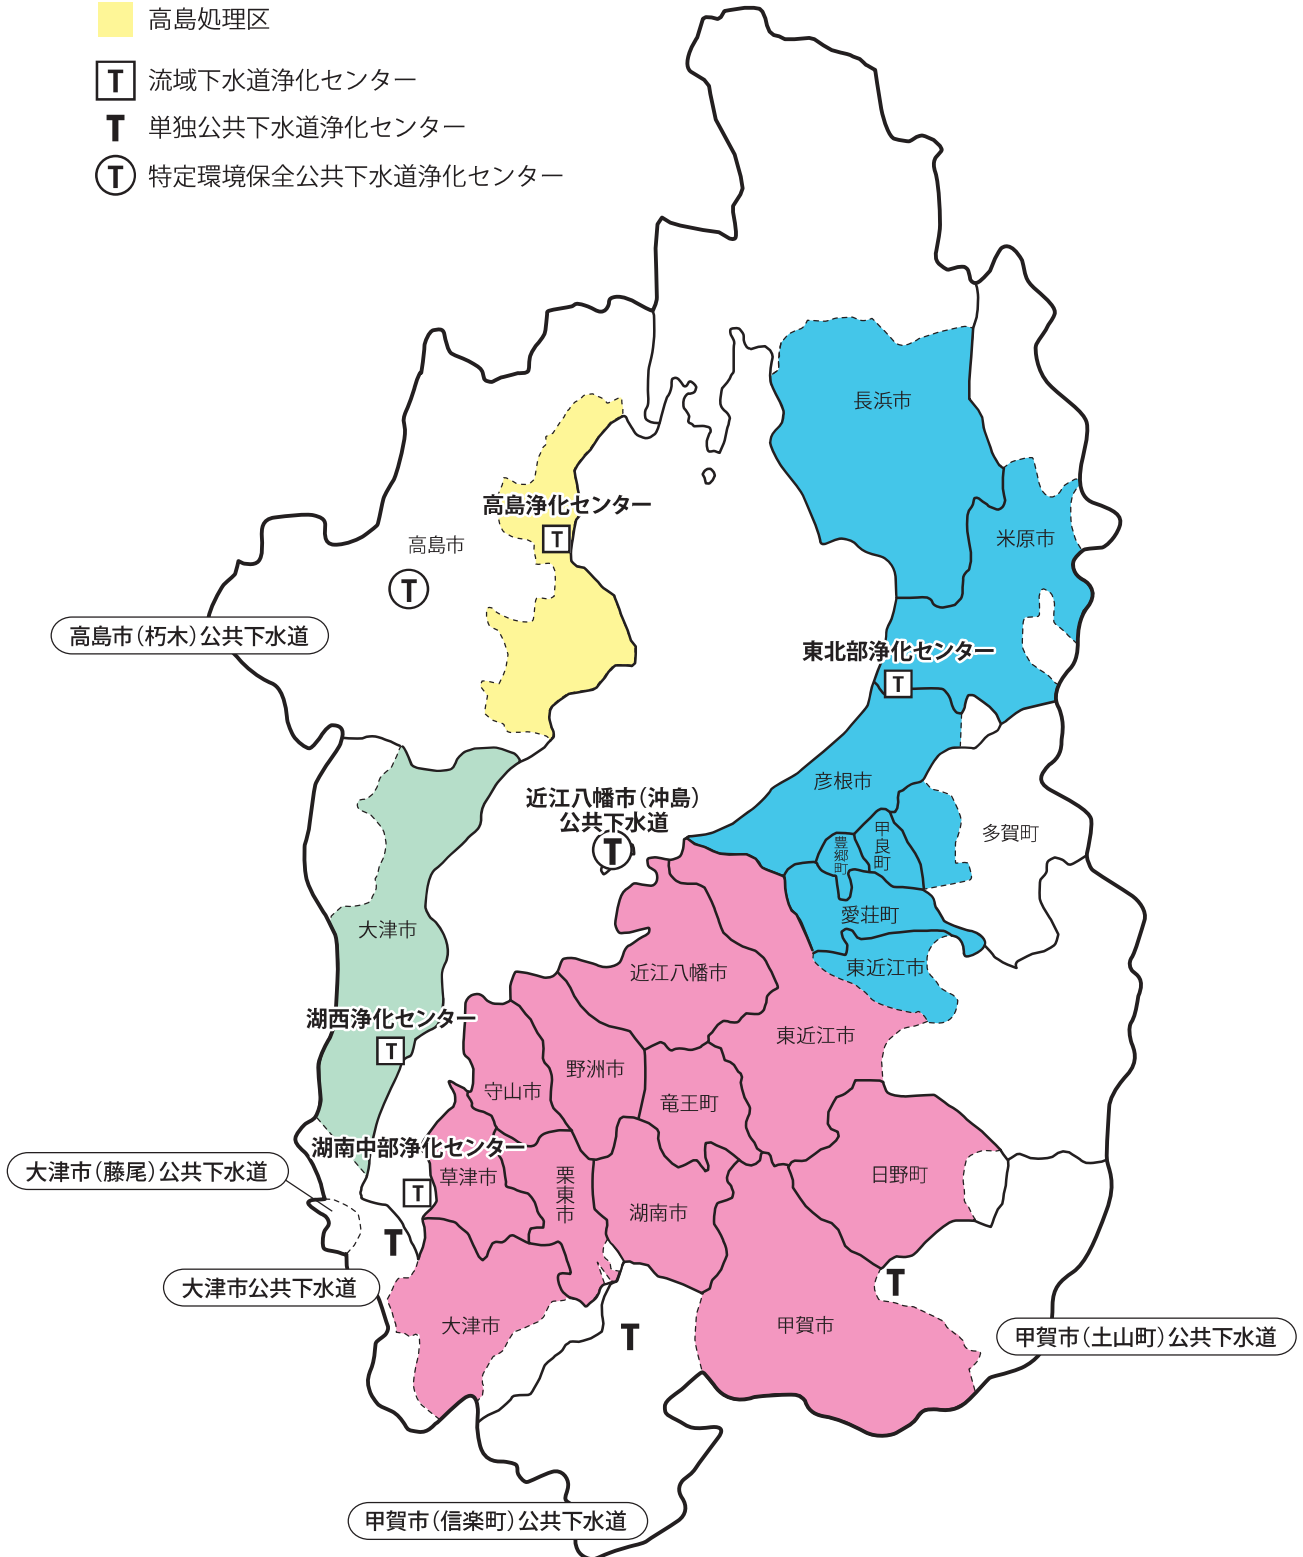 高島処理区
T 流域下水道浄化センター
T 単独公共下水道浄化センター
T 特定環境保全公共下水道浄化センター
長浜市
高島浄化センター
T
高島市
T
米原市
高島市(朽木)公共下水道
東北部浄化センター
T
彦根市
近江八幡市(沖島)
公共下水道
T
甲良町
豊郷町
多賀町
愛荘町
大津市
東近江市
近江八幡市
湖西浄化センター
T
東近江市
野洲市
守山市
竜王町
湖南中部浄化センター
大津市(藤尾)公共下水道
草津市
T
栗東市
日野町
湖南市
T
大津市公共下水道
T
大津市
T
甲賀市
甲賀市(土山町)公共下水道
甲賀市(信楽町)公共下水道